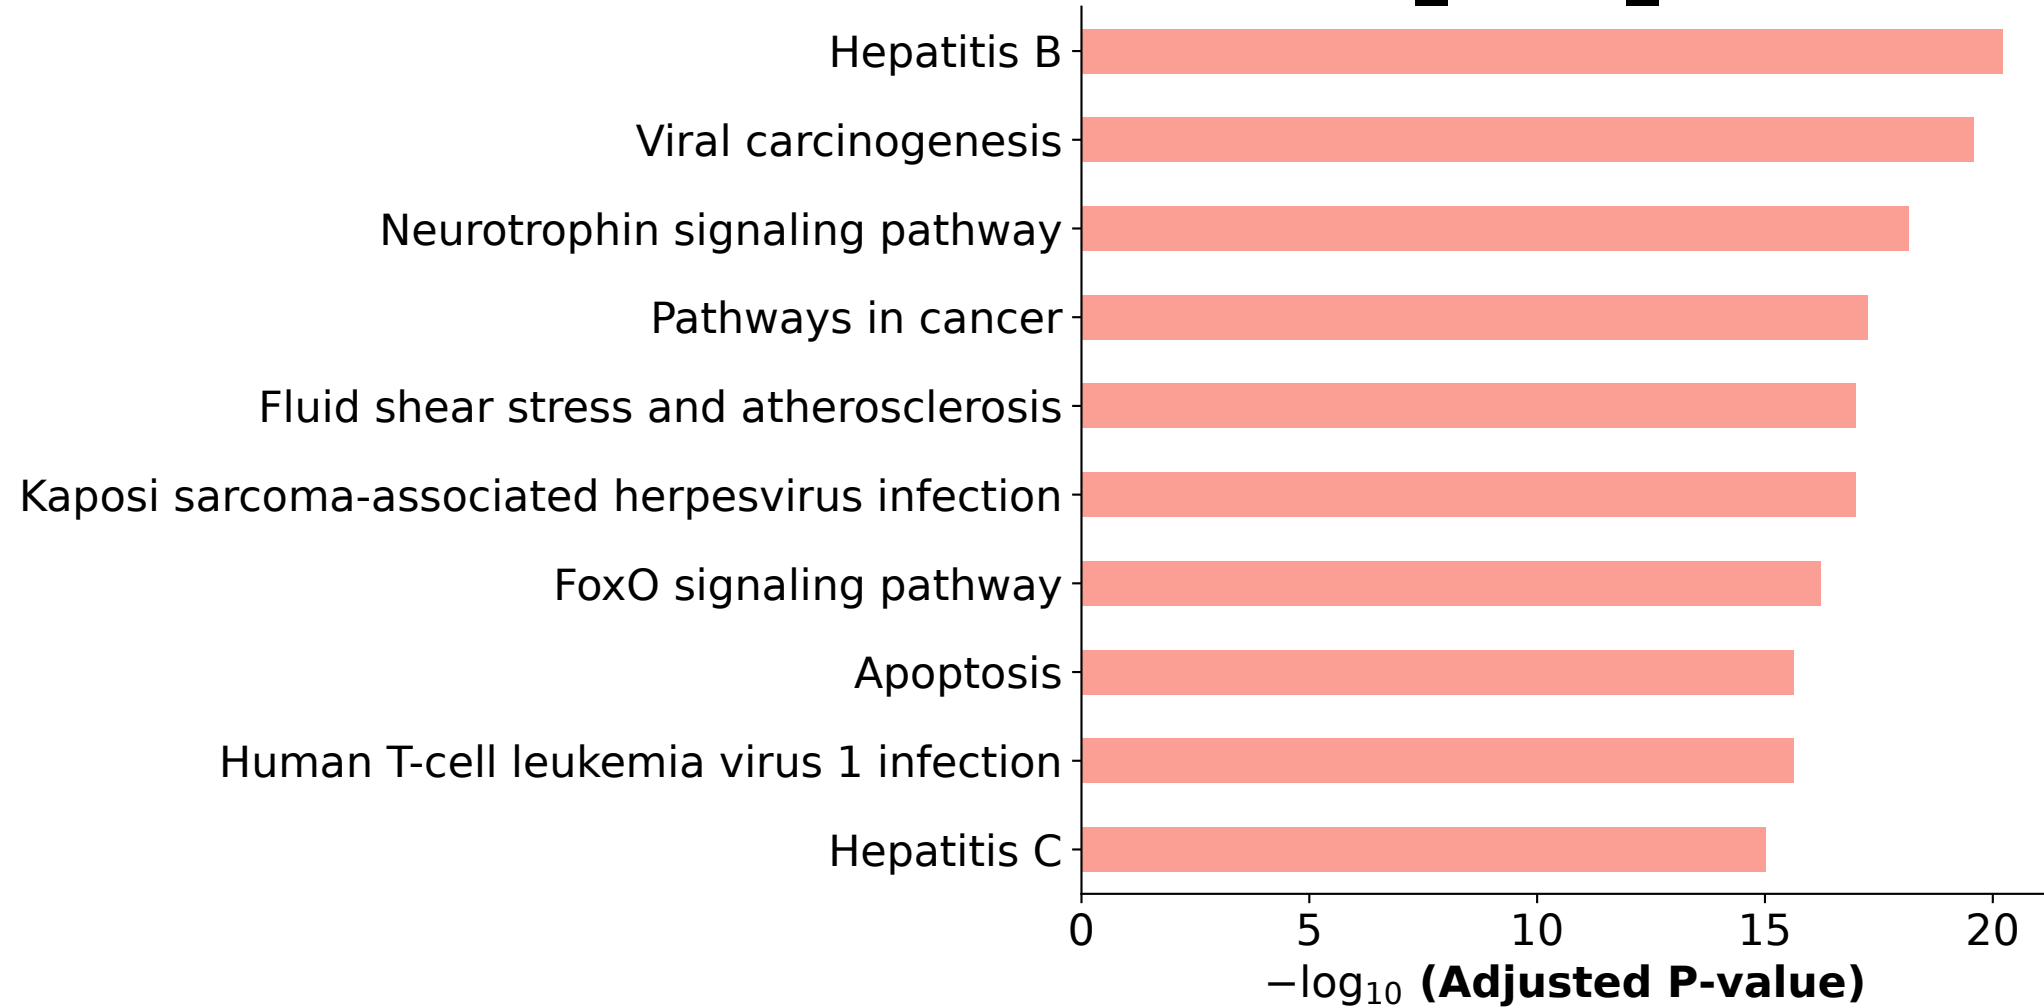 Hepatitis B
Viral carcinogenesis
Neurotrophin signaling pathway
Pathways in cancer
Fluid shear stress and atherosclerosis
Kaposi sarcoma-associated herpesvirus infection
FoxO signaling pathway
Apoptosis
Human T-cell leukemia virus 1 infection
Hepatitis C
0 5 10 15 20
−log₁₀ (Adjusted P-value)